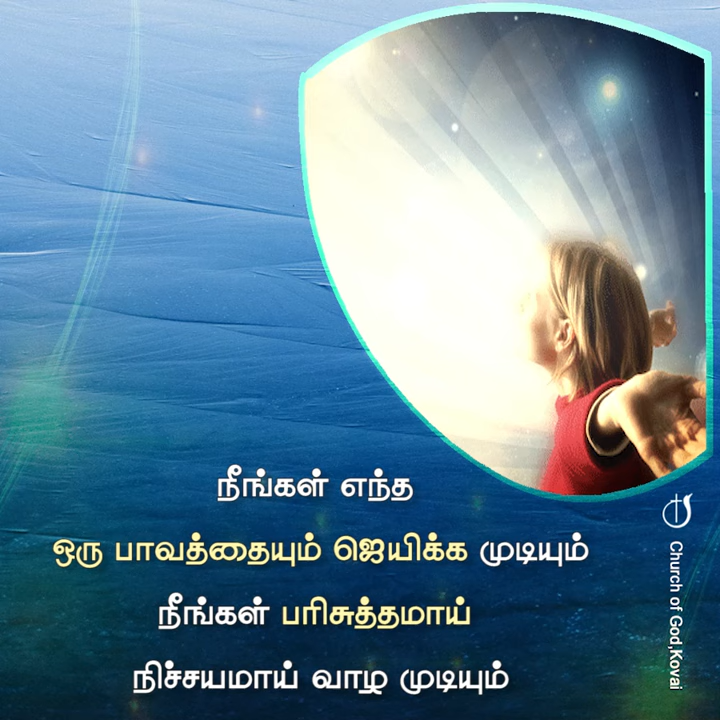 நீங்கள் எந்த
ஒரு பாவத்தையும் ஜெயிக்க முடியும்
நீங்கள் பரிசுத்தமாய்
நிச்சயமாய் வாழ முடியும்
Church of God,Kovai